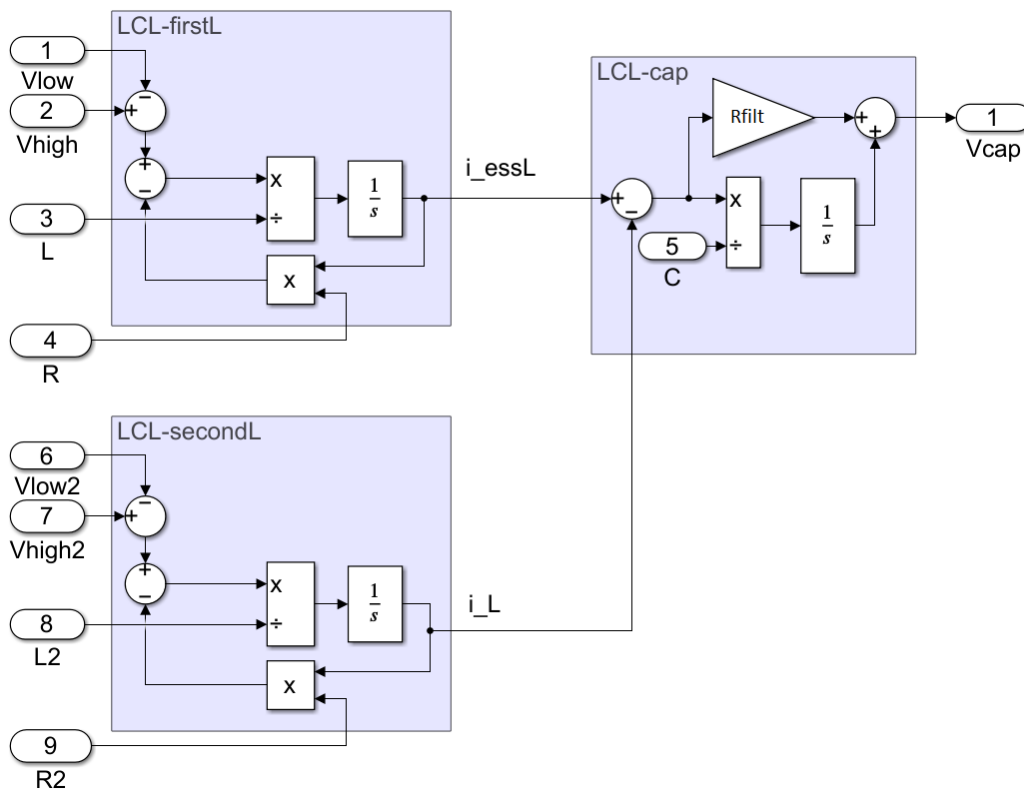 LCL-firstL
1
Vlow
2
Vhigh
+
−
+
−
3
L
x
÷
1
s
x
4
R
i_essL
LCL-cap
Rfilt
+
+
1
Vcap
+
−
x
÷
1
s
5
C
LCL-secondL
6
Vlow2
7
Vhigh2
+
−
+
−
8
L2
x
÷
1
s
x
9
R2
i_L